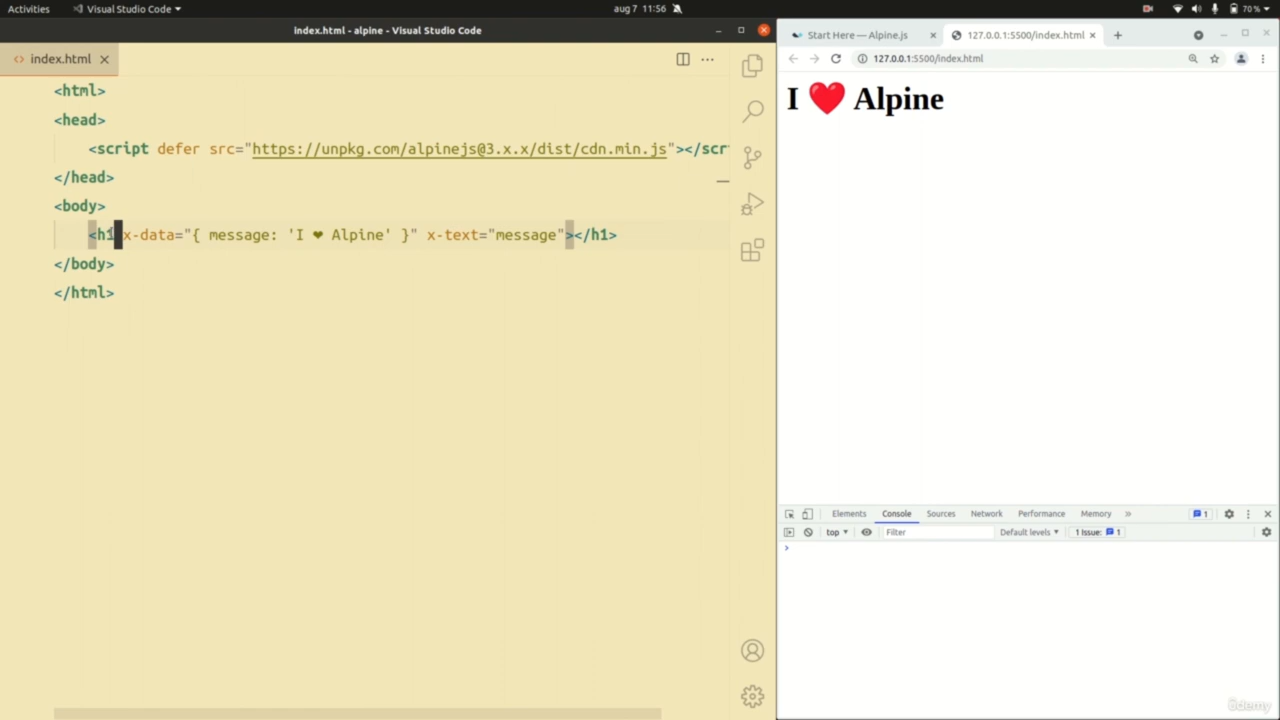 Activities
Visual Studio Code
aug 7 11:56
70 %
index.html - alpine - Visual Studio Code
index.html
<html>
<head>
<script defer src="https://unpkg.com/alpinejs@3.x.x/dist/cdn.min.js"></scr
</head>
<body>
<h1 x-data="{ message: 'I ❤ Alpine' }" x-text="message"></h1>
</body>
</html>
Start Here — Alpine.js
127.0.0.1:5500/index.html
127.0.0.1:5500/index.html
I ❤️ Alpine
Elements Console Sources Network Performance Memory » 1
top Filter Default levels 1 Issue: 1
ûdemy